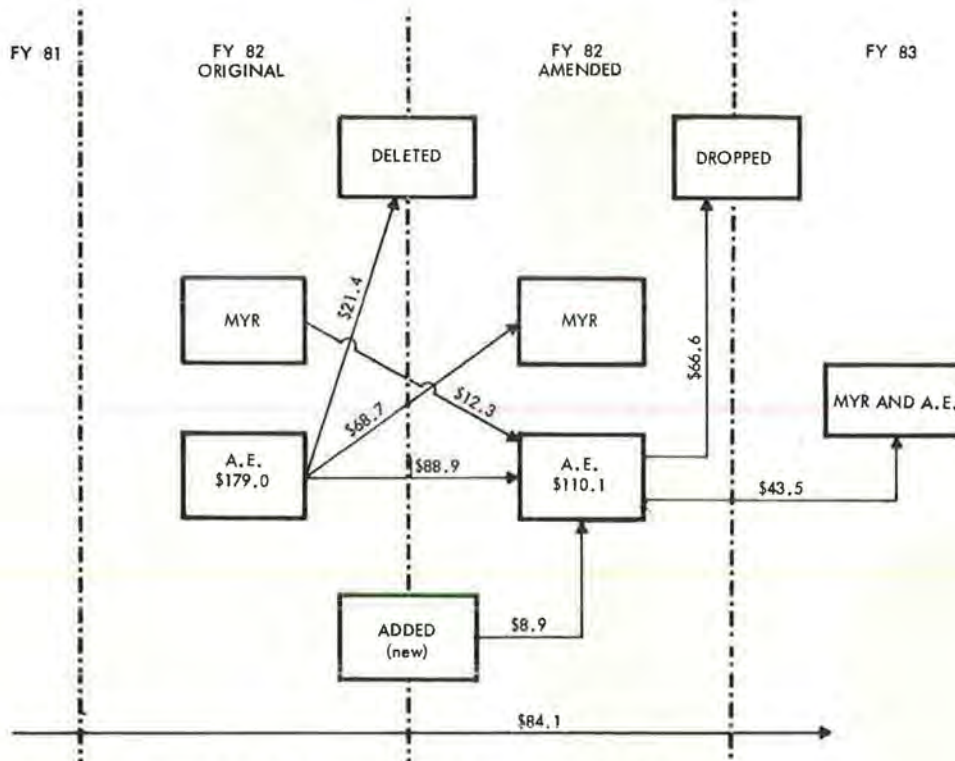 FY 81
FY 82
ORIGINAL
FY 82
AMENDED
FY 83
DELETED
DROPPED
MYR
$21.4
MYR
$66.6
$68.7
$12.3
MYR AND A.E.
A.E.
$179.0
$88.9
A.E.
$110.1
$43.5
ADDED
(new)
$8.9
$84.1